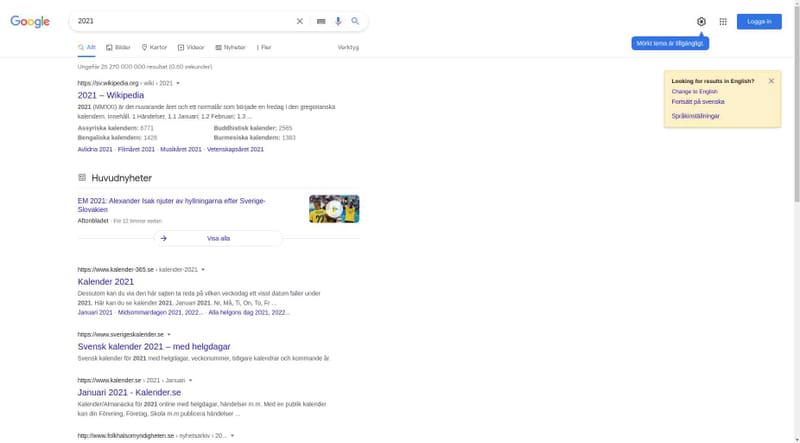 Google
2021
Logga in
Allt
Bilder
Kartor
Videor
Nyheter
Fler
Verktyg
Mörkt tema är tillgängligt.
Ungefär 25 270 000 000 resultat (0,60 sekunder)
Looking for results in English?
Change to English
Fortsätt på svenska
Språkinställningar
https://sv.wikipedia.org › wiki › 2021
2021 – Wikipedia
2021 (MMXXI) är det nuvarande året och ett normalår som började en fredag i den gregorianska
kalendern. Innehåll. 1 Händelser. 1.1 Januari; 1.2 Februari; 1.3 ...
Assyriska kalendern: 6771
Buddhistisk kalender: 2565
Bengaliska kalendern: 1428
Burmesiska kalendern: 1383
Avlidna 2021 · Filmåret 2021 · Musikåret 2021 · Vetenskapsåret 2021
Huvudnyheter
EM 2021: Alexander Isak njuter av hyllningarna efter Sverige-
Slovakien
Aftonbladet · För 12 timmar sedan
Visa alla
https://www.kalender-365.se › kalender-2021
Kalender 2021
Dessutom kan du via den här sajten ta reda på vilken veckodag ett visst datum faller under
2021. Här kan du se kalender 2021. Januari 2021. Nr, Må, Ti, On, To, Fr ...
Januari 2021 · Midsommardagen 2021, 2022... · Alla helgons dag 2021, 2022...
https://www.sverigeskalender.se
Svensk kalender 2021 – med helgdagar
Svensk kalender för 2021 med helgdagar, veckonummer, tidigare kalendrar och kommande år.
https://www.kalender.se › 2021 › Januari
Januari 2021 - Kalender.se
Kalender/Almanacka för 2021 online med helgdagar, händelser m.m. Med en publik kalender
kan din Förening, Företag, Skola m.m publicera händelser ...
http://www.folkhalsomyndigheten.se › nyhetsarkiv › 20...